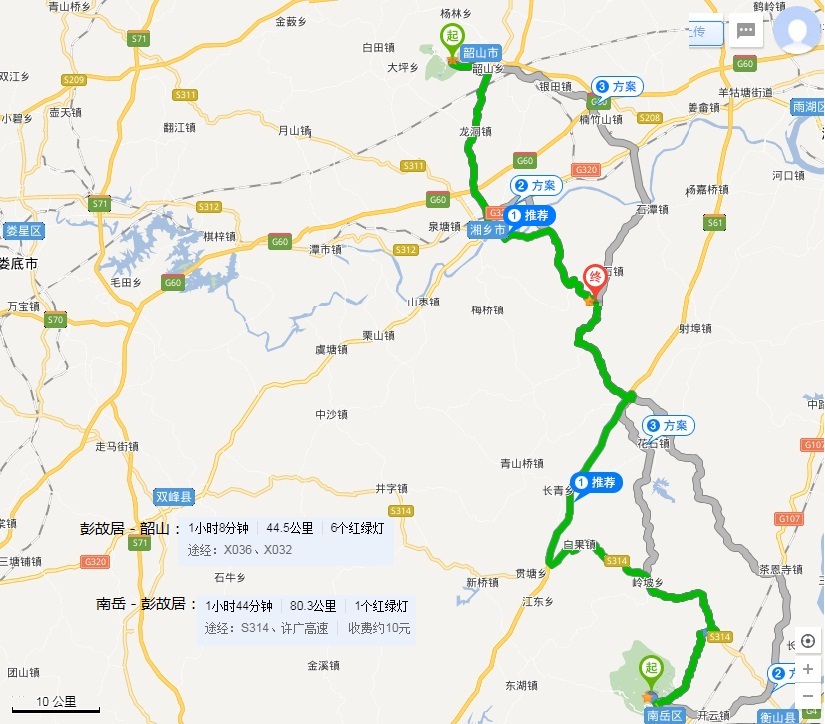 青山桥镇
杨林乡
鹤岭镇
起
上传
S71
金薮乡
白田镇
韶山市
G60
大坪乡
韶山乡
双江乡
S209
银田镇
3 方案
羊牯塘街道
S311
G60
姜畲镇
雨湖区
小碧乡
壶天镇
楠竹山镇
S208
翻江镇
月山镇
龙洞镇
G60
S311
G320
河口镇
2 方案
杨嘉桥镇
G60
S71
S312
石潭镇
1 推荐
S61
娄星区
泉塘镇
湘乡市
棋梓镇
G60
潭市镇
S312
娄底市
终
石镇
毛田乡
G60
山枣镇
梅桥镇
万宝镇
S70
射埠镇
栗山镇
虞塘镇
中沙镇
3 方案
花石镇
G107
走马街镇
青山桥镇
1 推荐
双峰县
井字镇
长青乡
S314
G107
彭故居 - 韶山： 1小时8分钟 44.5公里 6个红绿灯
途经：X036、X032
S71
白果镇
三塘铺镇
G320
S314
石牛乡
贯塘乡
茶恩寺镇
新桥镇
岭坡乡
南岳 - 彭故居： 1小时44分钟 80.3公里 1个红绿灯
途经：S314、许广高速 收费约10元
江东乡
S314
金溪镇
起
团山镇
2 方
东湖镇
10 公里
南岳区
开云镇
衡山县
G4